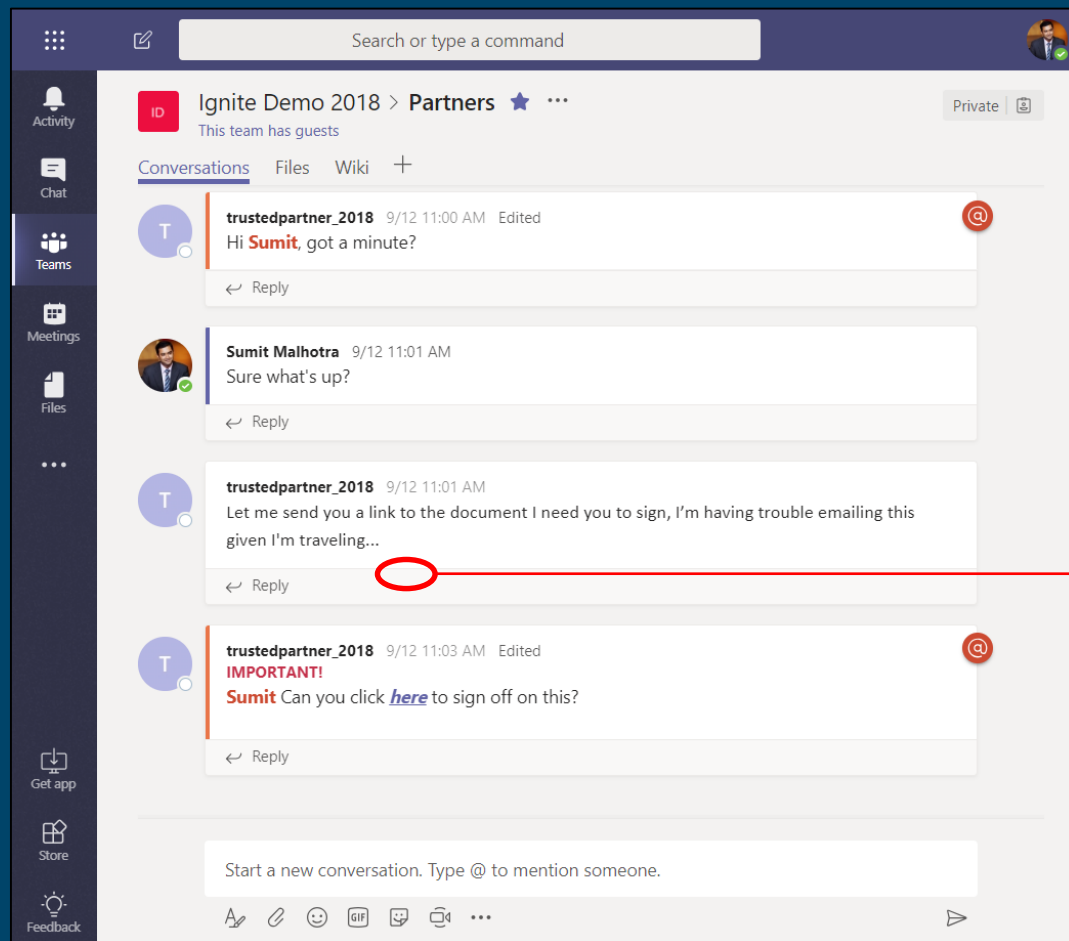 Search or type a command
Activity
Chat
Teams
Meetings
Files
Get app
Store
Feedback
ID
Ignite Demo 2018 > Partners
This team has guests
Private
Conversations Files Wiki
T
trustedpartner_2018 9/12 11:00 AM Edited
@
Hi Sumit, got a minute?
Reply
Sumit Malhotra 9/12 11:01 AM
Sure what's up?
Reply
T
trustedpartner_2018 9/12 11:01 AM
Let me send you a link to the document I need you to sign, I’m having trouble emailing this
given I'm traveling...
Reply
T
trustedpartner_2018 9/12 11:03 AM Edited
@
IMPORTANT!
Sumit Can you click here to sign off on this?
Reply
Start a new conversation. Type @ to mention someone.
GIF